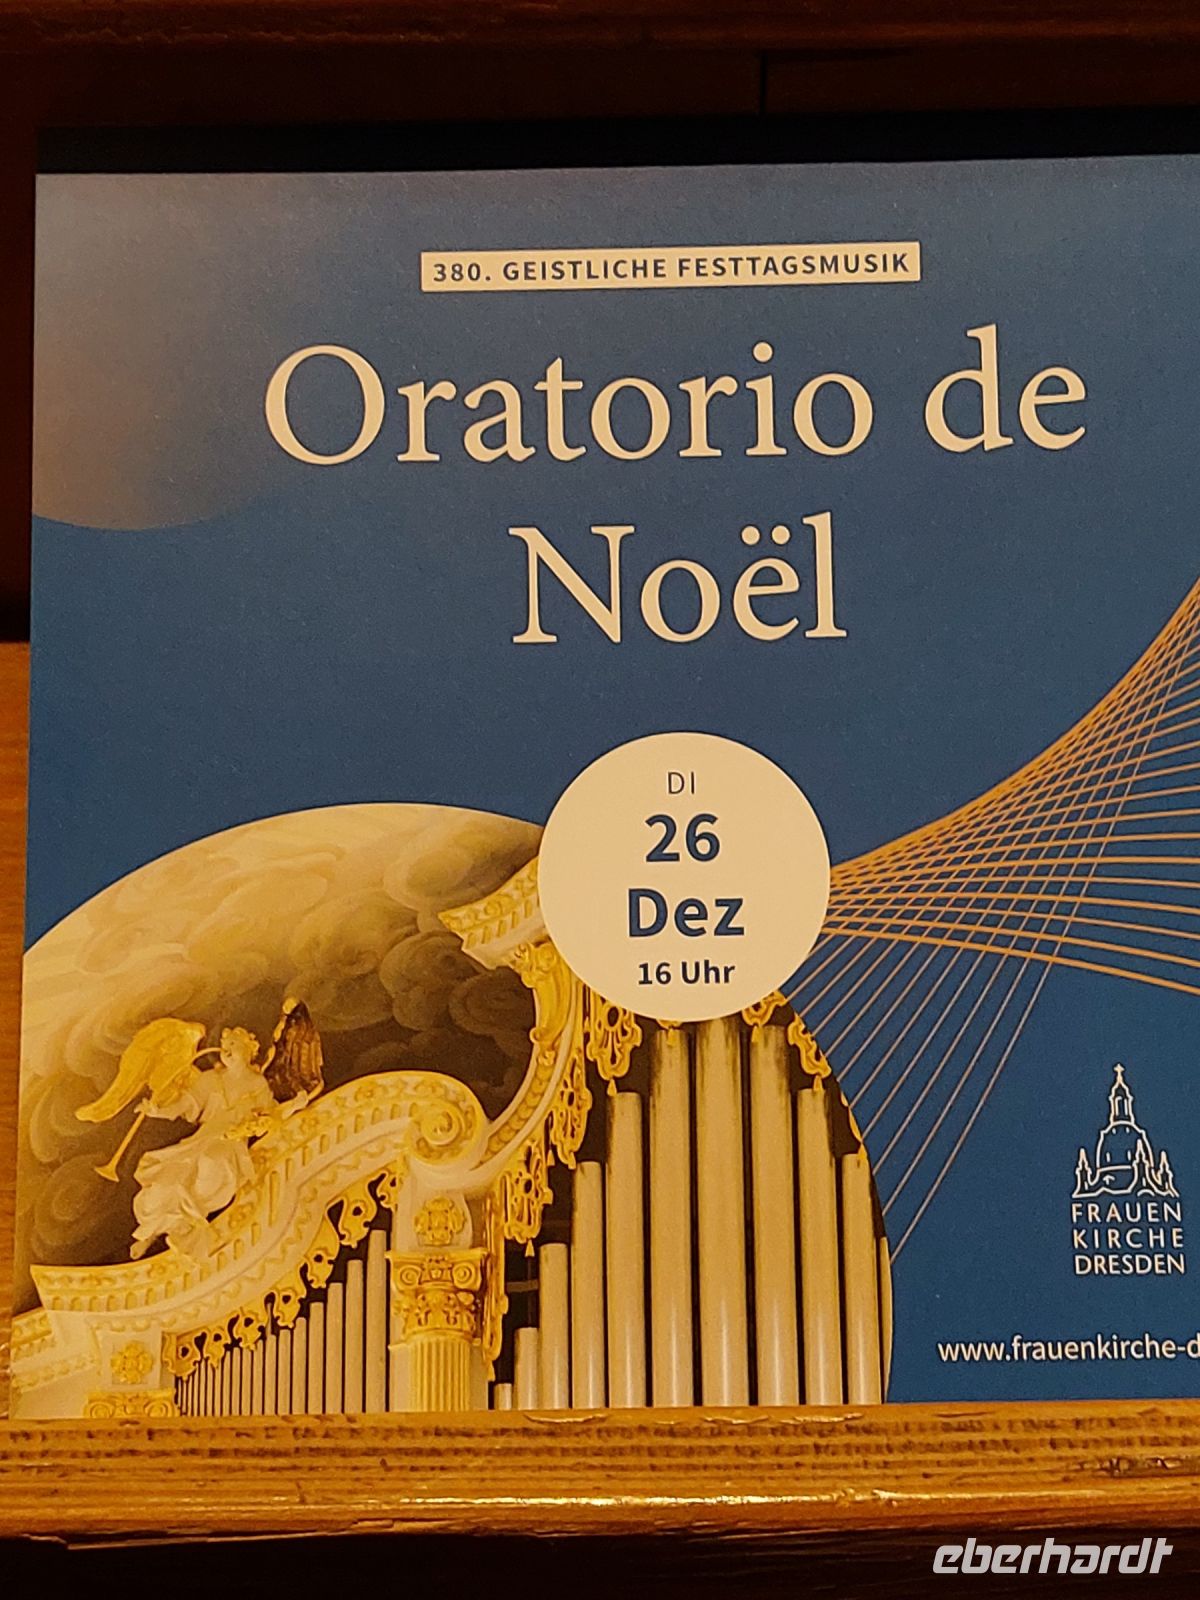 380. GEISTLICHE FESTTAGSMUSIK
Oratorio de
Noël
DI
26
Dez
16 Uhr
FRAUEN
KIRCHE
DRESDEN
www.frauenkirche-d
eberhardt